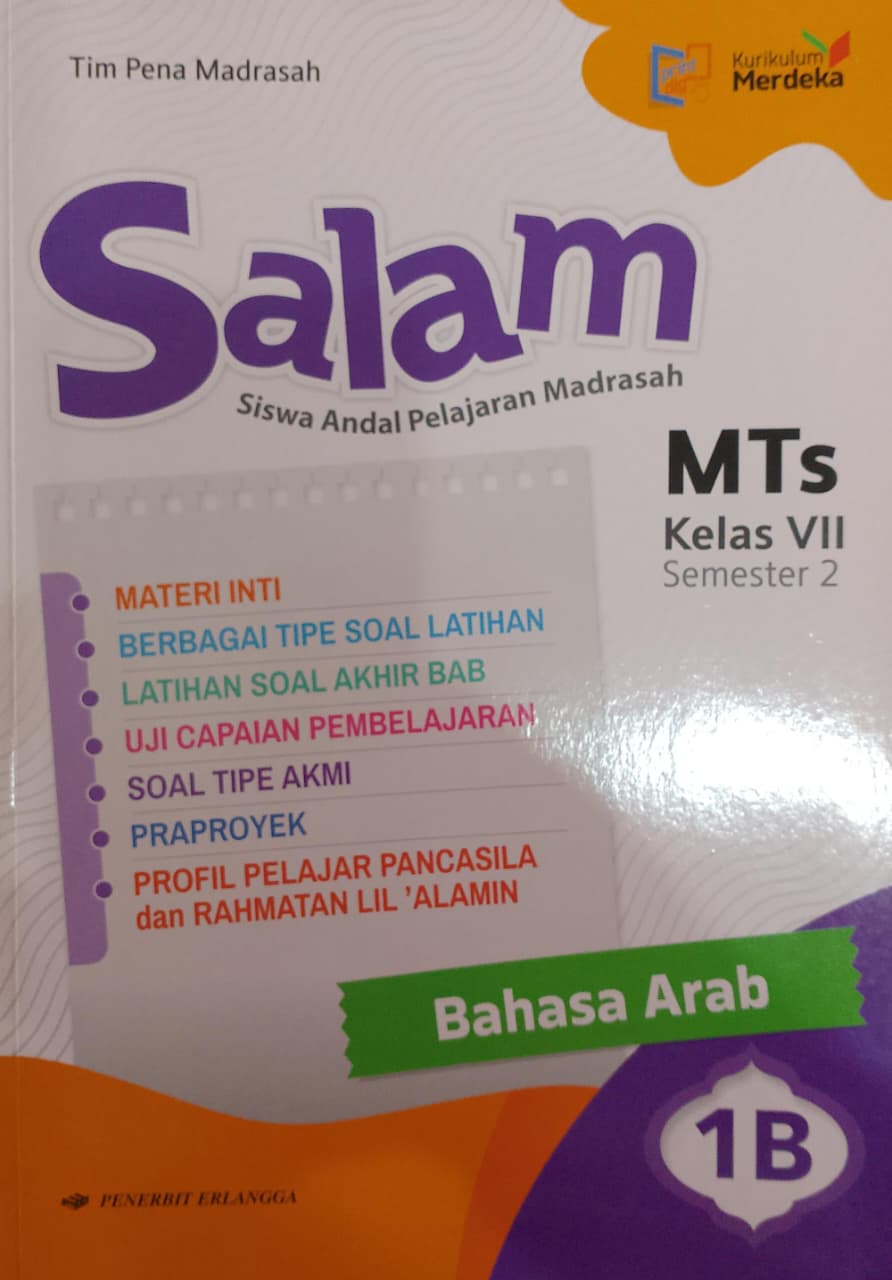 Tim Pena Madrasah
Kurikulum
Merdeka
Salam
Siswa Andal Pelajaran Madrasah
MTs
Kelas VII
Semester 2
MATERI INTI
BERBAGAI TIPE SOAL LATIHAN
LATIHAN SOAL AKHIR BAB
UJI CAPAIAN PEMBELAJARAN
SOAL TIPE AKMI
PRAPROYEK
PROFIL PELAJAR PANCASILA
dan RAHMATAN LIL ’ALAMIN
Bahasa Arab
1B
PENERBIT ERLANGGA